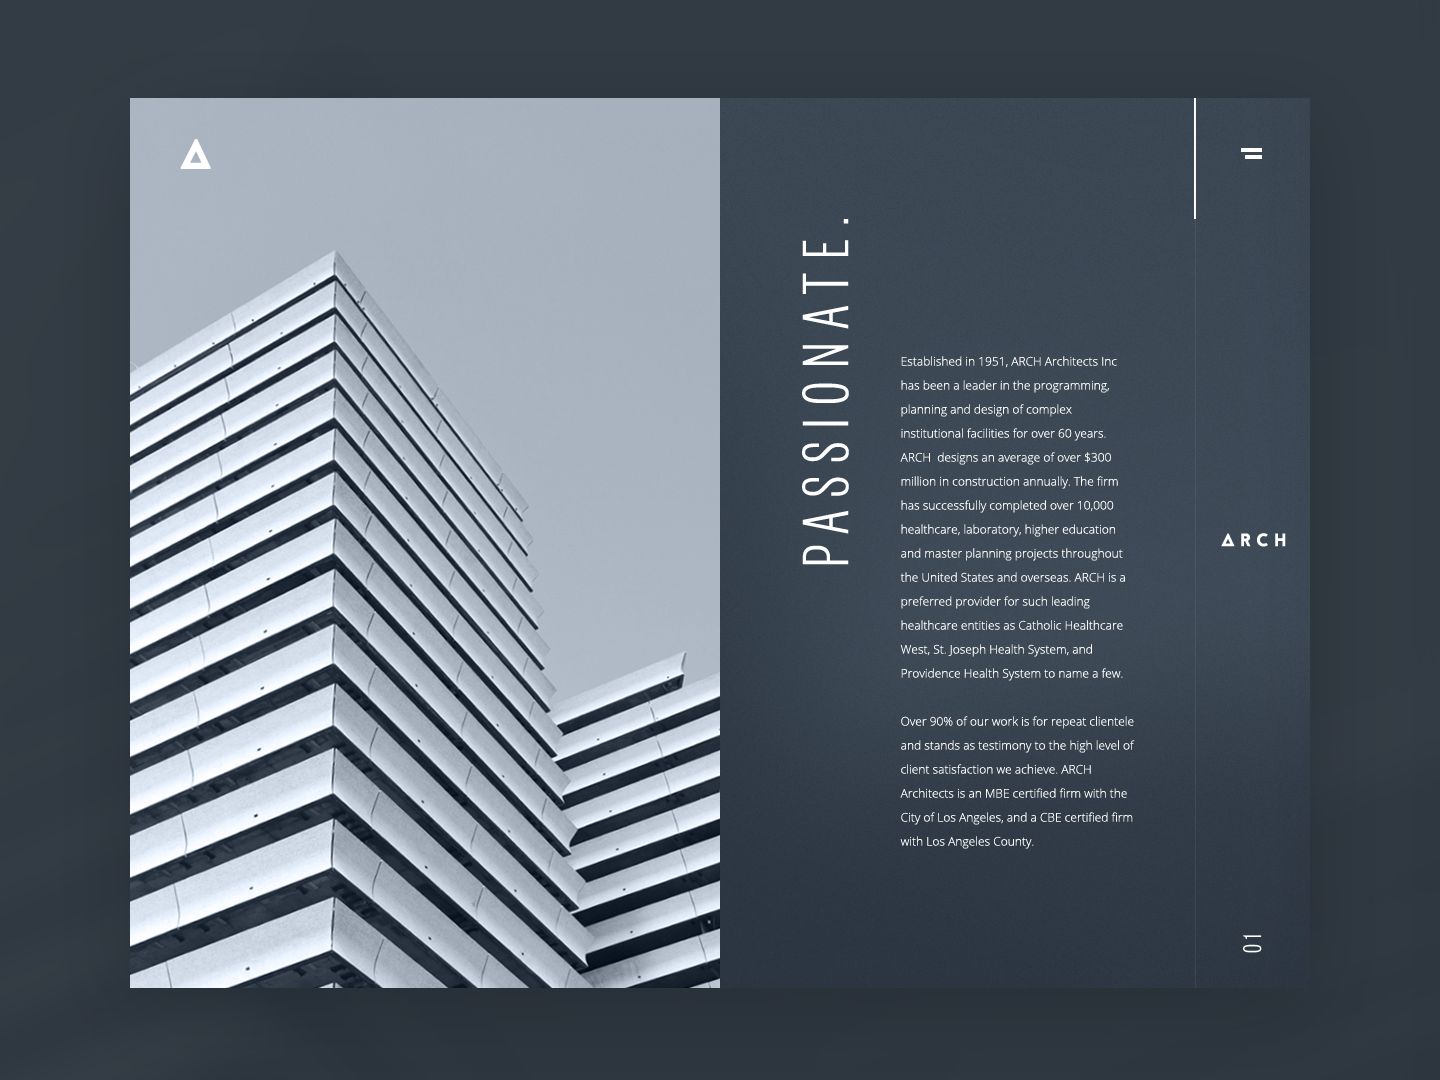 PASSIONATE.
Established in 1951, ARCH Architects Inc
has been a leader in the programming,
planning and design of complex
institutional facilities for over 60 years.
ARCH  designs an average of over $300
million in construction annually. The firm
has successfully completed over 10,000
healthcare, laboratory, higher education
and master planning projects throughout
the United States and overseas. ARCH is a
preferred provider for such leading
healthcare entities as Catholic Healthcare
West, St. Joseph Health System, and
Providence Health System to name a few.
Over 90% of our work is for repeat clientele
and stands as testimony to the high level of
client satisfaction we achieve. ARCH
Architects is an MBE certified firm with the
City of Los Angeles, and a CBE certified firm
with Los Angeles County.
ARCH
01